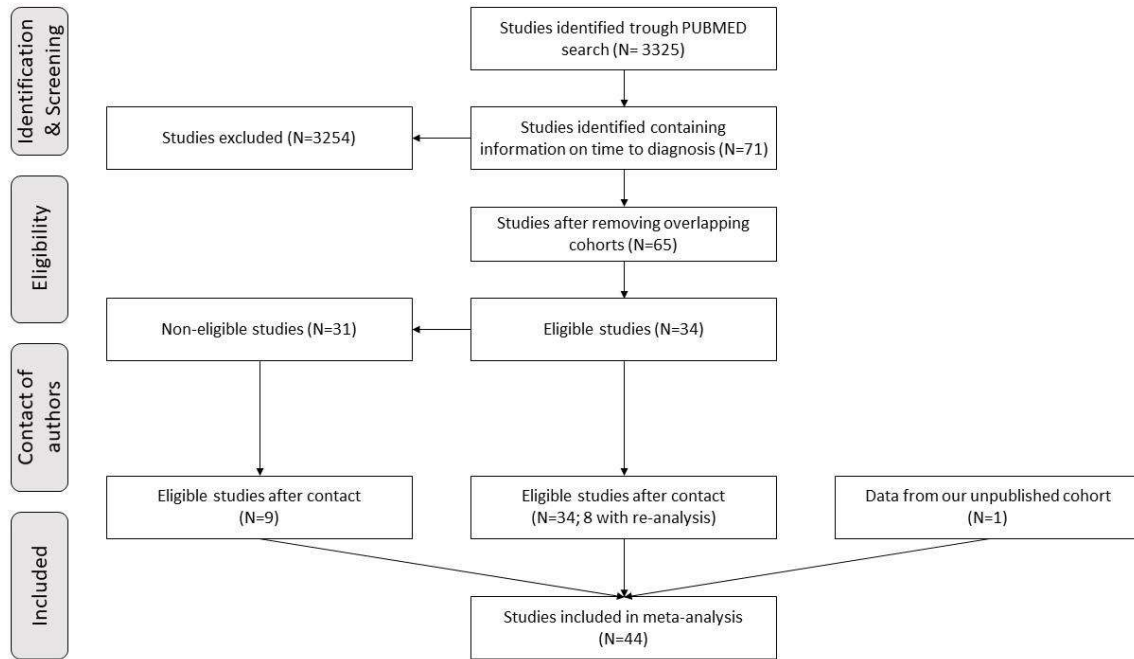 Identification
& Screening
Studies identified trough PUBMED
search (N= 3325)
Studies excluded (N=3254)
Studies identified containing
information on time to diagnosis (N=71)
Eligibility
Studies after removing overlapping
cohorts (N=65)
Non-eligible studies (N=31)
Eligible studies (N=34)
Contact of
authors
Eligible studies after contact
(N=9)
Eligible studies after contact
(N=34; 8 with re-analysis)
Data from our unpublished cohort
(N=1)
Included
Studies included in meta-analysis
(N=44)